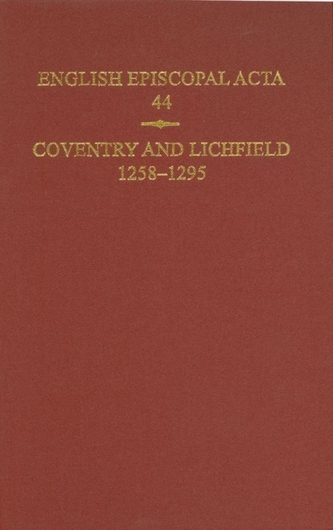 ENGLISH EPISCOPAL ACTA
44
COVENTRY AND LICHFIELD
1258–1295